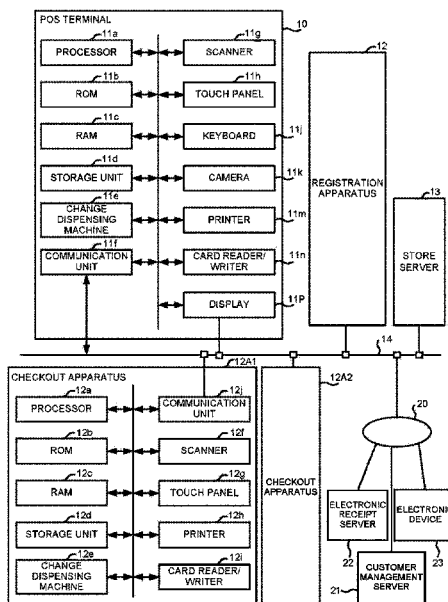 POS TERMINAL
10
11a
PROCESSOR
11g
SCANNER
11b
ROM
11h
TOUCH PANEL
11c
RAM
11j
KEYBOARD
11d
STORAGE UNIT
11k
CAMERA
11e
CHANGE
DISPENSING
MACHINE
11m
PRINTER
11f
COMMUNICATION
UNIT
11n
CARD READER/
WRITER
11P
DISPLAY
12
REGISTRATION
APPARATUS
13
STORE
SERVER
14
CHECKOUT APPARATUS
12A1
12a
PROCESSOR
12j
COMMUNICATION
UNIT
12b
ROM
12f
SCANNER
12c
RAM
12g
TOUCH PANEL
12d
STORAGE UNIT
12h
PRINTER
12e
CHANGE
DISPENSING
MACHINE
12i
CARD READER/
WRITER
12A2
CHECKOUT
APPARATUS
20
ELECTRONIC
RECEIPT
SERVER
22
ELECTRONIC
DEVICE
23
CUSTOMER
MANAGEMENT
SERVER
21